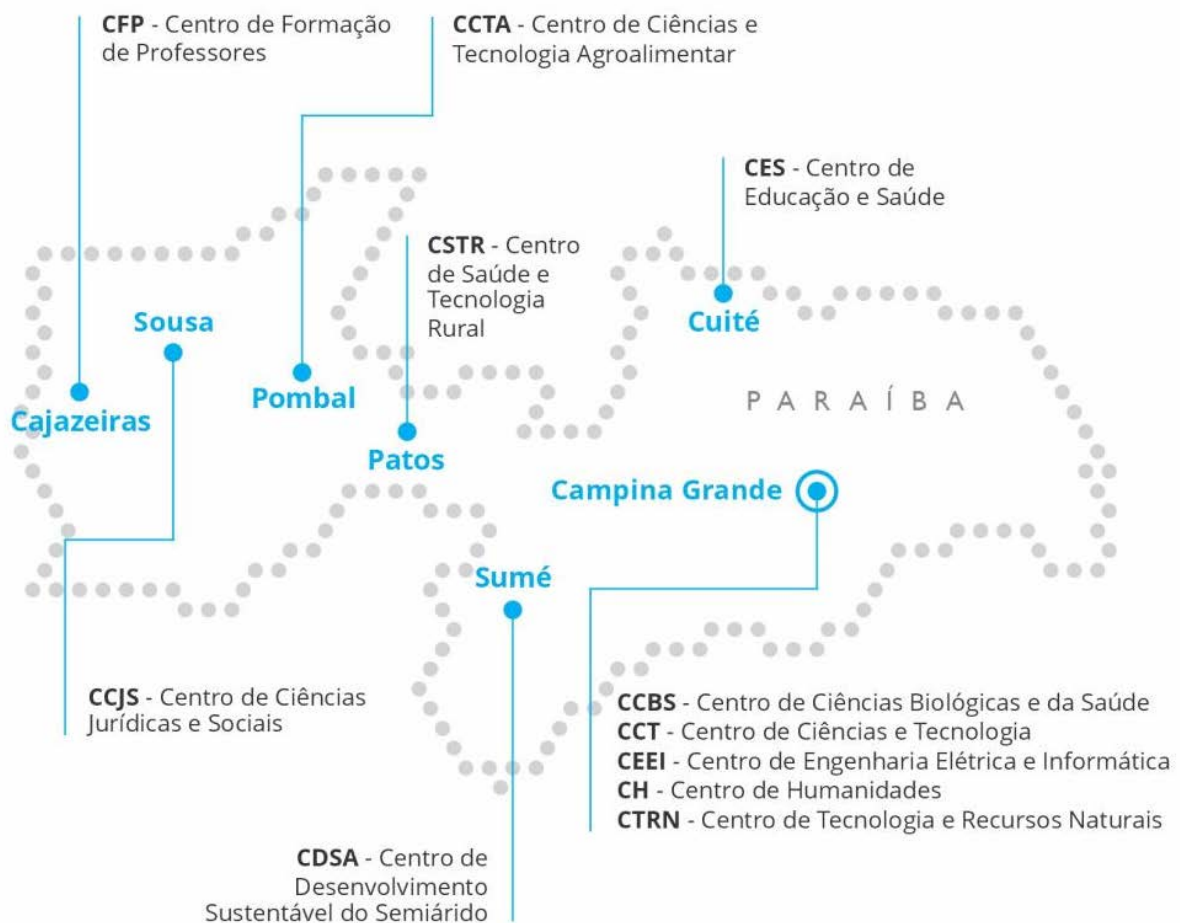 CFP - Centro de Formação
de Professores
CCTA - Centro de Ciências e
Tecnologia Agroalimentar
CES - Centro de
Educação e Saúde
CSTR - Centro
de Saúde e
Tecnologia
Rural
Sousa
Cuité
Pombal
Cajazeiras
PARAÍBA
Patos
Campina Grande
Sumé
CCJS - Centro de Ciências
Jurídicas e Sociais
CCBS - Centro de Ciências Biológicas e da Saúde
CCT - Centro de Ciências e Tecnologia
CEEI - Centro de Engenharia Elétrica e Informática
CH - Centro de Humanidades
CTRN - Centro de Tecnologia e Recursos Naturais
CDSA - Centro de
Desenvolvimento
Sustentável do Semiárido